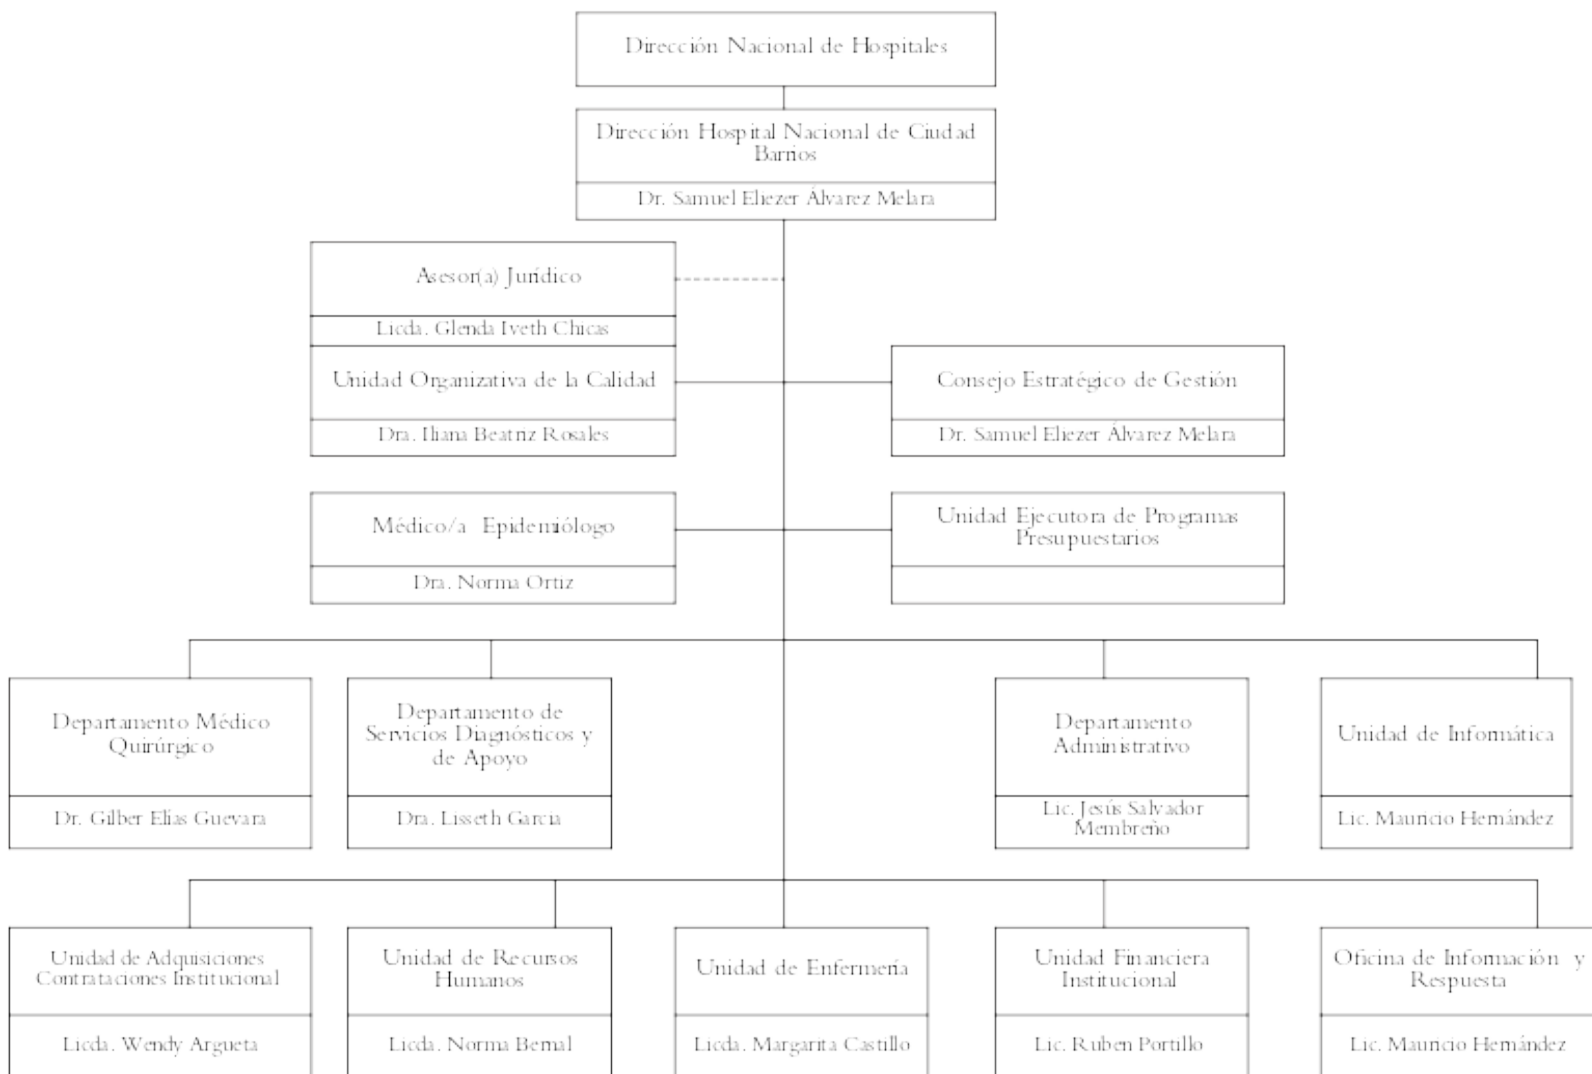 Dirección Nacional de Hospitales
Dirección Hospital Nacional de Ciudad
Barrios
Dr. Samuel Eliezer Álvarez Melara
Asesor(a) Jurídico
Licda. Glenda Iveth Chicas
Unidad Organizativa de la Calidad
Dra. Iliana Beatriz Rosales
Consejo Estratégico de Gestión
Dr. Samuel Eliezer Álvarez Melara
Médico/a Epidemiólogo
Dra. Norma Ortiz
Unidad Ejecutora de Programas
Presupuestarios
Departamento Médico
Quirúrgico
Dr. Gilber Elías Guevara
Departamento de
Servicios Diagnósticos y
de Apoyo
Dra. Lisseth Garcia
Departamento
Administrativo
Lic. Jesús Salvador
Membreño
Unidad de Informática
Lic. Mauricio Hernández
Unidad de Adquisiciones
Contrataciones Institucional
Licda. Wendy Argueta
Unidad de Recursos
Humanos
Licda. Norma Bernal
Unidad de Enfermería
Licda. Margarita Castillo
Unidad Financiera
Institucional
Lic. Ruben Portillo
Oficina de Información y
Respuesta
Lic. Mauricio Hernández